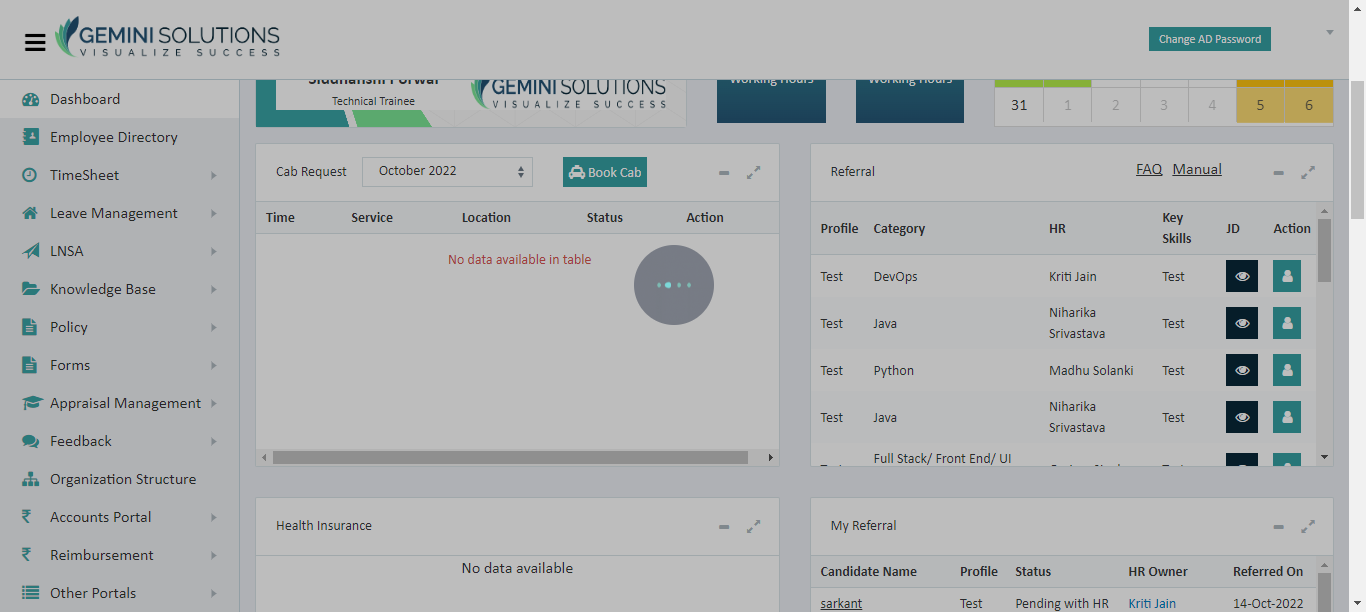 GEMINI SOLUTIONS
VISUALIZE SUCCESS
Change AD Password
Technical Trainee
GEMINI SOLUTIONS
VISUALIZE SUCCESS
Working Hours
Working Hours
31 1 2 3 4 5 6
Dashboard
Employee Directory
TimeSheet
Leave Management
LNSA
Knowledge Base
Policy
Forms
Appraisal Management
Feedback
Organization Structure
Accounts Portal
Reimbursement
Other Portals
Cab Request October 2022 Book Cab
Time Service Location Status Action
No data available in table
Referral FAQ Manual
Profile Category HR Key Skills JD Action
Test DevOps Kriti Jain Test
Test Java Niharika Srivastava Test
Test Python Madhu Solanki Test
Test Java Niharika Srivastava Test
Full Stack/ Front End/ UI
Health Insurance
No data available
My Referral
Candidate Name Profile Status HR Owner Referred On
sarkant Test Pending with HR Kriti Jain 14-Oct-2022